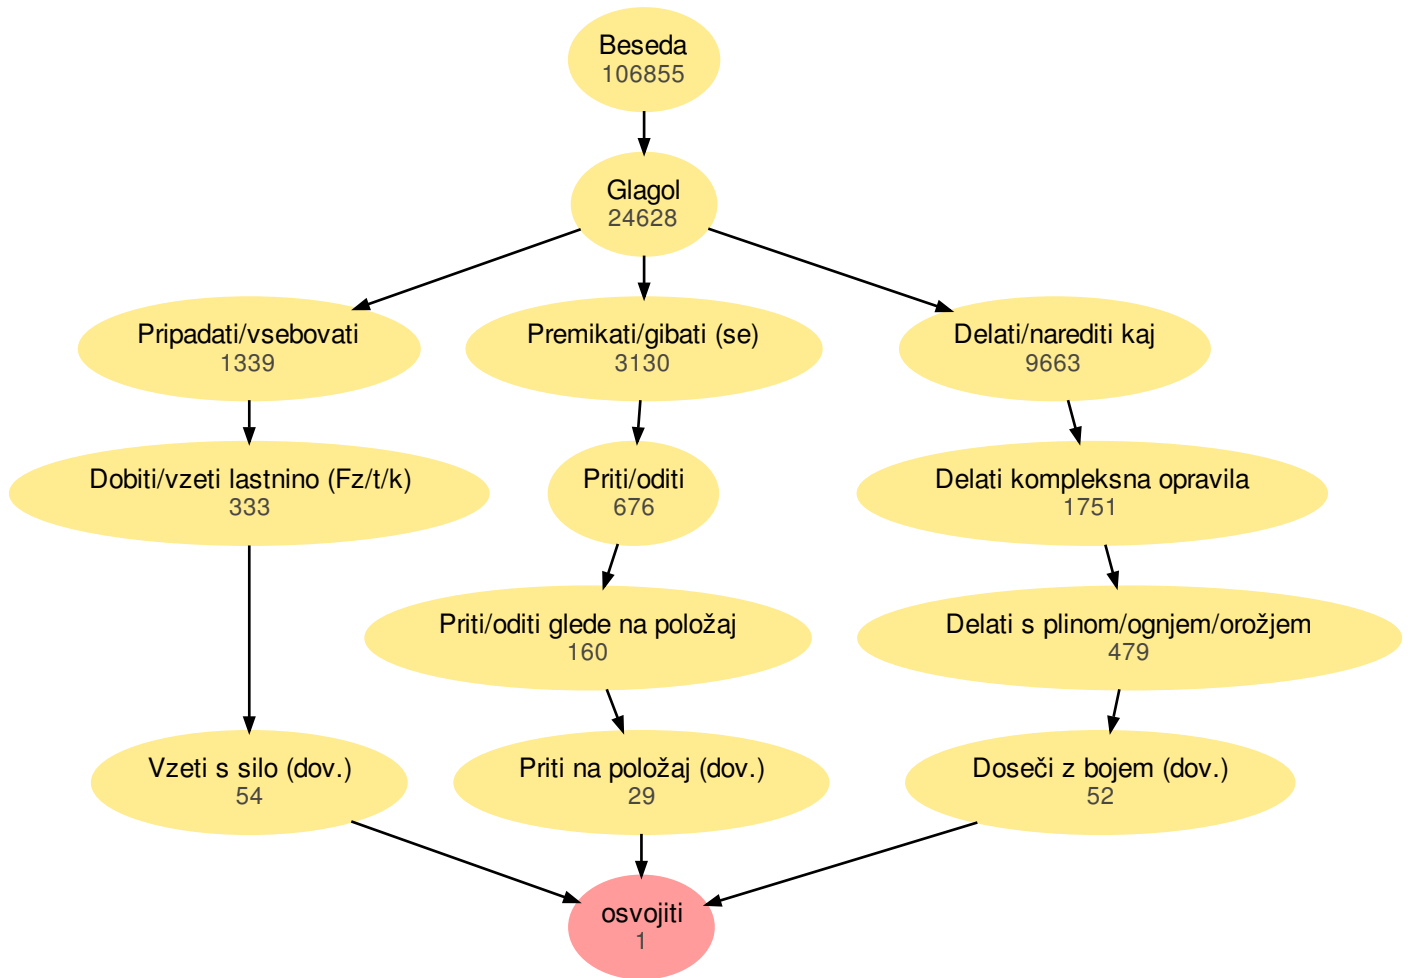 Beseda
106855
Glagol
24628
Pripadati/vsebovati
1339
Premikati/gibati (se)
3130
Delati/narediti kaj
9663
Dobiti/vzeti lastnino (Fz/t/k)
333
Priti/oditi
676
Delati kompleksna opravila
1751
Priti/oditi glede na položaj
160
Delati s plinom/ognjem/orožjem
479
Vzeti s silo (dov.)
54
Priti na položaj (dov.)
29
Doseči z bojem (dov.)
52
osvojiti
1